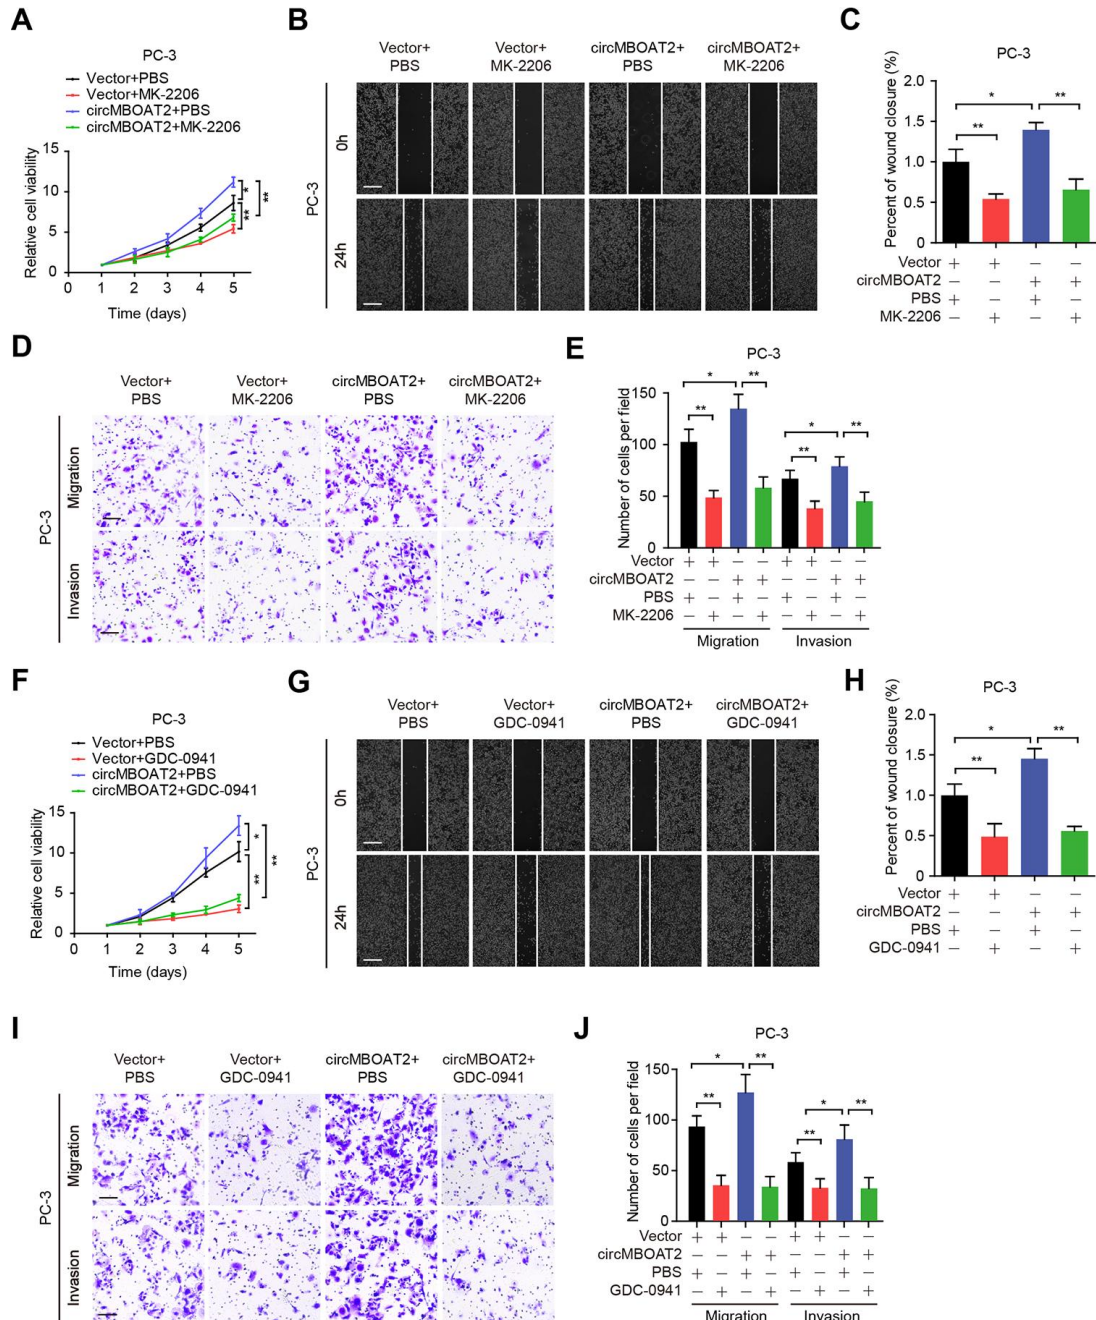 A
PC-3
Vector+PBS
Vector+MK-2206
circMBOAT2+PBS
circMBOAT2+MK-2206
Relative cell viability
15
10
5
0
0 1 2 3 4 5
* ** **
Time (days)
B
Vector+ Vector+ circMBOAT2+ circMBOAT2+
PBS MK-2206 PBS MK-2206
PC-3
0h
24h
C
PC-3
Percent of wound closure (%)
2.0
1.5
1.0
0.5
0
* **
**
Vector + + − −
circMBOAT2 − − + +
PBS + − + −
MK-2206 − + − +
D
Vector+ Vector+ circMBOAT2+ circMBOAT2+
PBS MK-2206 PBS MK-2206
PC-3
Migration
Invasion
E
PC-3
Number of cells per field
150
100
50
0
* **
**
* **
**
Vector + + − − + + − −
circMBOAT2 − − + + − − + +
PBS + − + − + − + −
MK-2206 − + − + − + − +
Migration Invasion
F
PC-3
Vector+PBS
Vector+GDC-0941
circMBOAT2+PBS
circMBOAT2+GDC-0941
Relative cell viability
15
10
5
0
0 1 2 3 4 5
* ** **
Time (days)
G
Vector+ Vector+ circMBOAT2+ circMBOAT2+
PBS GDC-0941 PBS GDC-0941
PC-3
0h
24h
H
PC-3
Percent of wound closure (%)
2.0
1.5
1.0
0.5
0
* **
**
Vector + + − −
circMBOAT2 − − + +
PBS + − + −
GDC-0941 − + − +
I
Vector+ Vector+ circMBOAT2+ circMBOAT2+
PBS GDC-0941 PBS GDC-0941
PC-3
Migration
Invasion
J
PC-3
Number of cells per field
150
100
50
0
* **
**
* **
**
Vector + + − − + + − −
circMBOAT2 − − + + − − + +
PBS + − + − + − + −
GDC-0941 − + − + − + − +
Migration Invasion